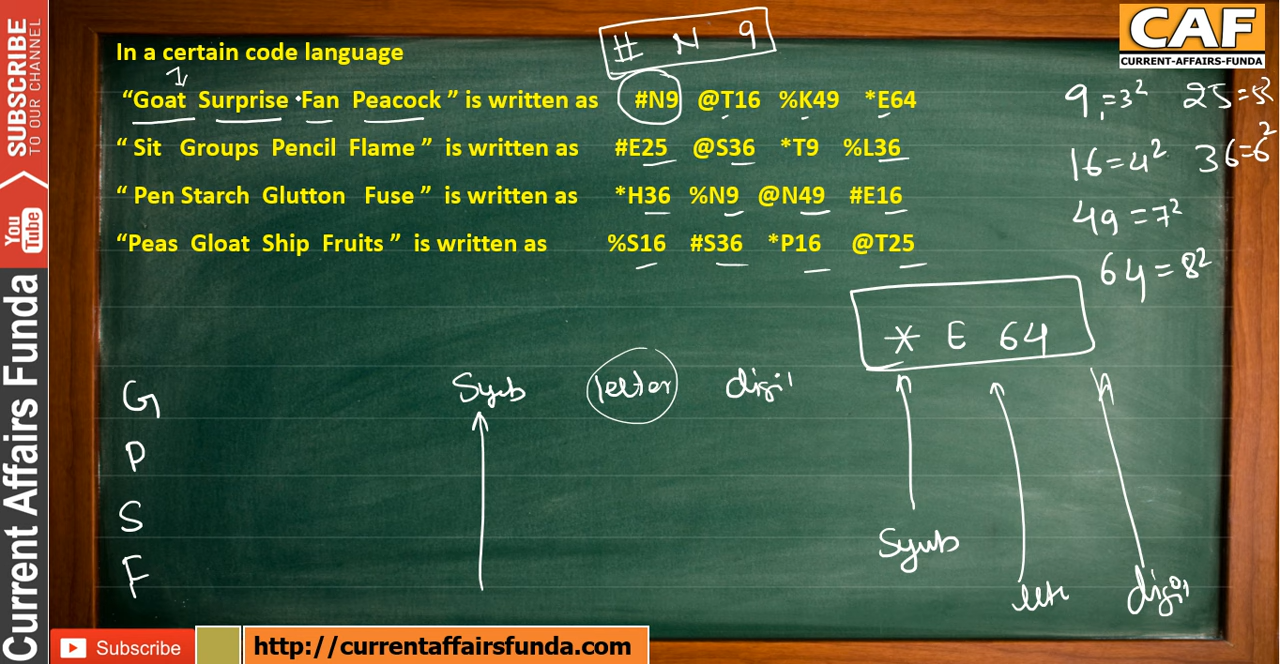 In a certain code language
# N 9
1
“Goat Surprise Fan Peacock ” is written as #N9 @T16 %K49 *E64
“ Sit Groups Pencil Flame ” is written as #E25 @S36 *T9 %L36
“ Pen Starch Glutton Fuse ” is written as *H36 %N9 @N49 #E16
“Peas Gloat Ship Fruits ” is written as %S16 #S36 *P16 @T25
CAF
CURRENT-AFFAIRS-FUNDA
9=3² 25=5²
16=4² 36=6²
49=7²
64=8²
* E 64
G
P
S
F
Symb letter digit
Symb
digit
SUBSCRIBE
TO OUR CHANNEL
You
Tube
Current Affairs Funda
Subscribe
http://currentaffairsfunda.com